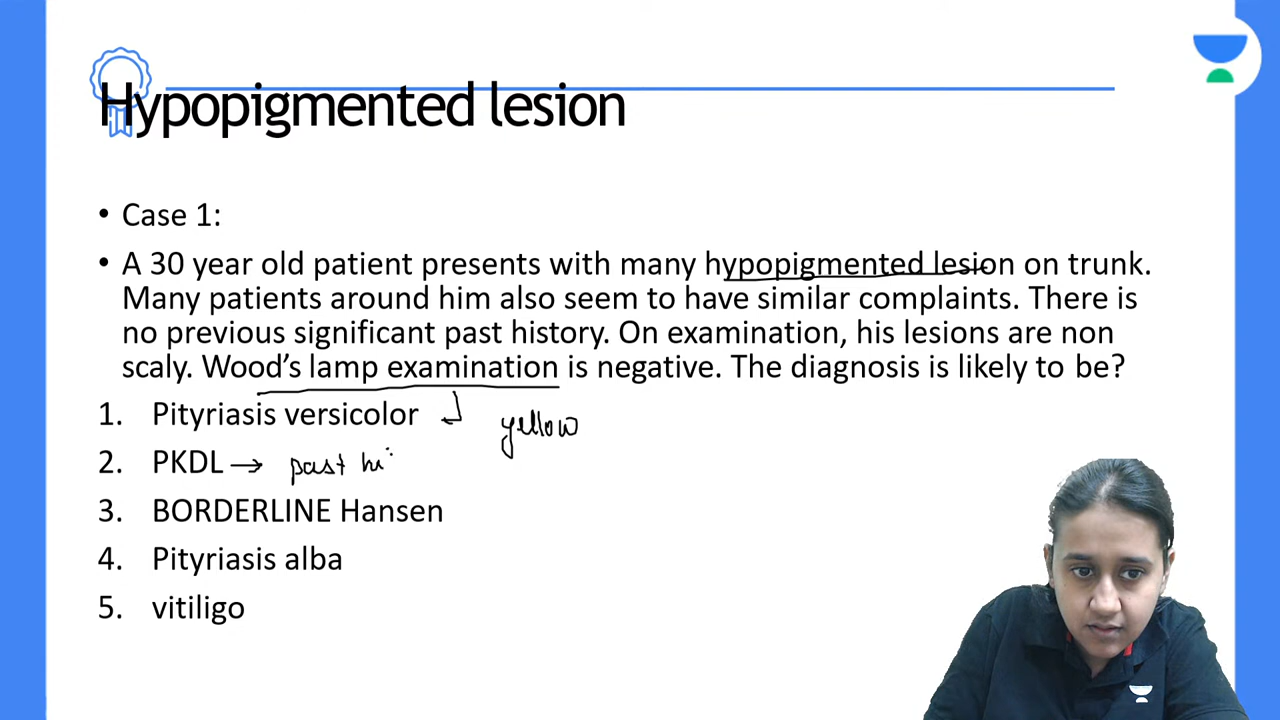 Hypopigmented lesion
• Case 1:
• A 30 year old patient presents with many hypopigmented lesion on trunk.
Many patients around him also seem to have similar complaints. There is
no previous significant past history. On examination, his lesions are non
scaly. Wood's lamp examination is negative. The diagnosis is likely to be?
1. Pityriasis versicolor
yellow
2. PKDL → past hi
3. BORDERLINE Hansen
4. Pityriasis alba
5. vitiligo